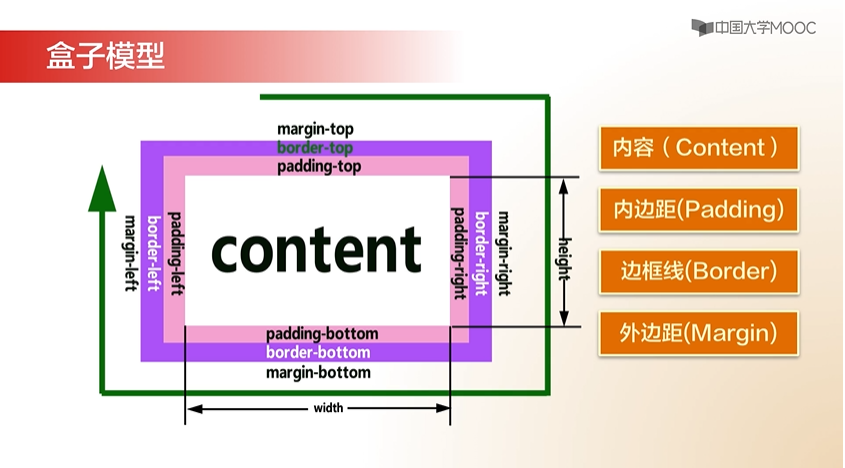 中国大学MOOC
盒子模型
margin-top
border-top
padding-top
margin-left
border-left
padding-left
content
padding-right
border-right
margin-right
height
padding-bottom
border-bottom
margin-bottom
width
内容（Content）
内边距(Padding)
边框线(Border)
外边距(Margin)